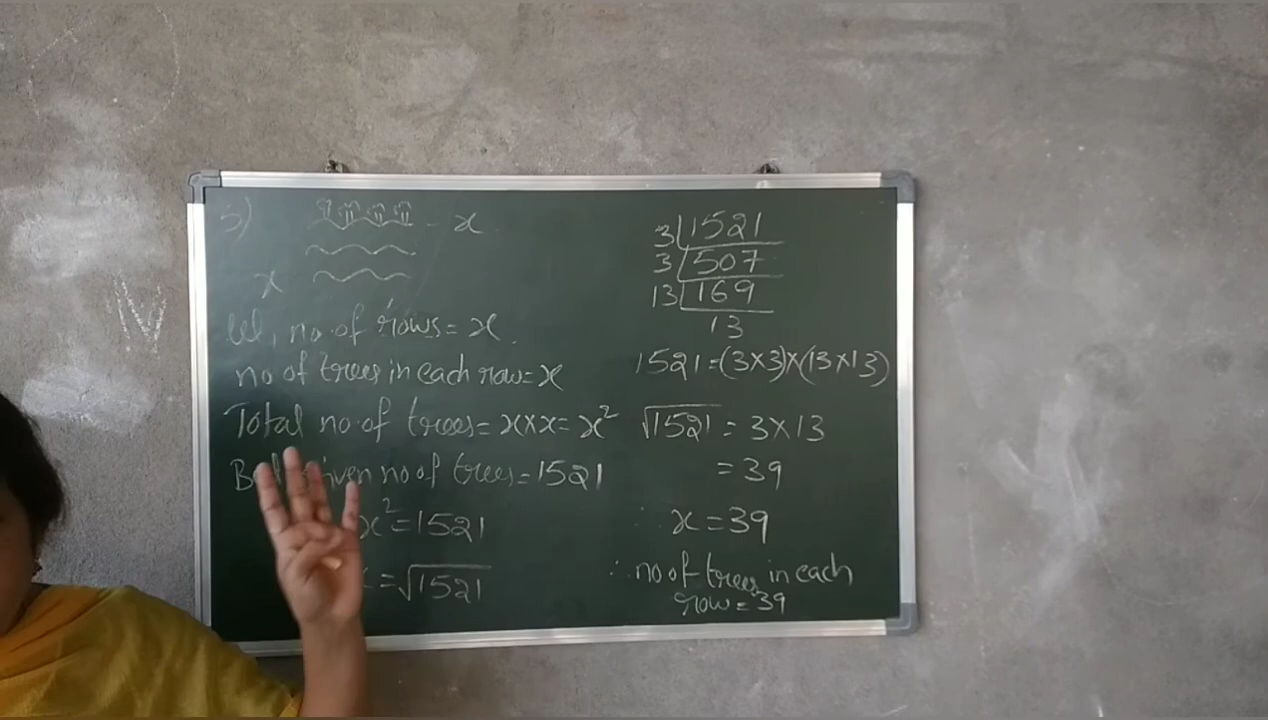 5)
x
x
let, no of rows = x.
no of trees in each row = x
Total no. of trees = x×x = x²
But given no of trees = 1521
x² = 1521
= √1521
3 | 1521
3 | 507
13 | 169
13
1521 = (3×3)×(13×13)
√1521 = 3×13
= 39
∴ x = 39
∴ no of trees in each
row = 39